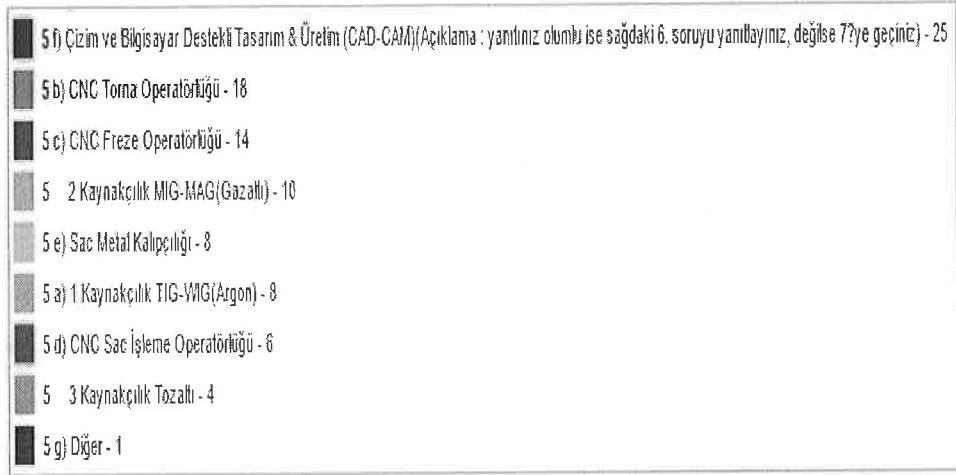 5 f) Çizim ve Bilgisayar Destekli Tasarım & Üretim (CAD-CAM)(Açıklama : yanıtınız olumlu ise sağdaki 6. soruyu yanıtlayınız, değilse 7?ye geçiniz) - 25
5 b) CNC Torna Operatörlüğü - 18
5 c) CNC Freze Operatörlüğü - 14
5 2 Kaynakçılık MIG-MAG(Gazaltı) - 10
5 e) Sac Metal Kalıpçılığı - 8
5 a) 1 Kaynakçılık TIG-WIG(Argon) - 8
5 d) CNC Sac İşleme Operatörlüğü - 6
5 3 Kaynakçılık Tozaltı - 4
5 g) Diğer - 1